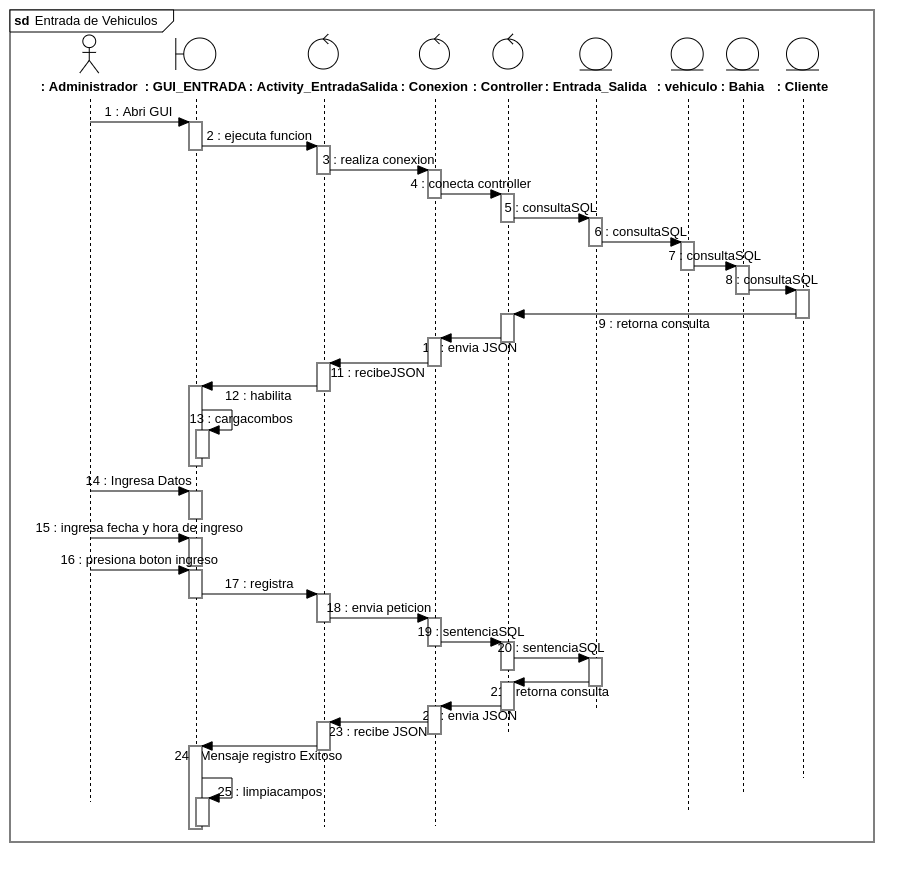 sd Entrada de Vehiculos
: Administrador : GUI_ENTRADA : Activity_EntradaSalida : Conexion : Controller : Entrada_Salida : vehiculo : Bahia : Cliente
1 : Abri GUI
2 : ejecuta funcion
3 : realiza conexion
4 : conecta controller
5 : consultaSQL
6 : consultaSQL
7 : consultaSQL
8 : consultaSQL
9 : retorna consulta
: envia JSON
11 : recibeJSON
12 : habilita
13 : cargacombos
14 : Ingresa Datos
15 : ingresa fecha y hora de ingreso
16 : presiona boton ingreso
17 : registra
18 : envia peticion
19 : sentenciaSQL
20 : sentenciaSQL
21 retorna consulta
: envia JSON
23 : recibe JSON
24 Mensaje registro Exitoso
25 : limpiacampos